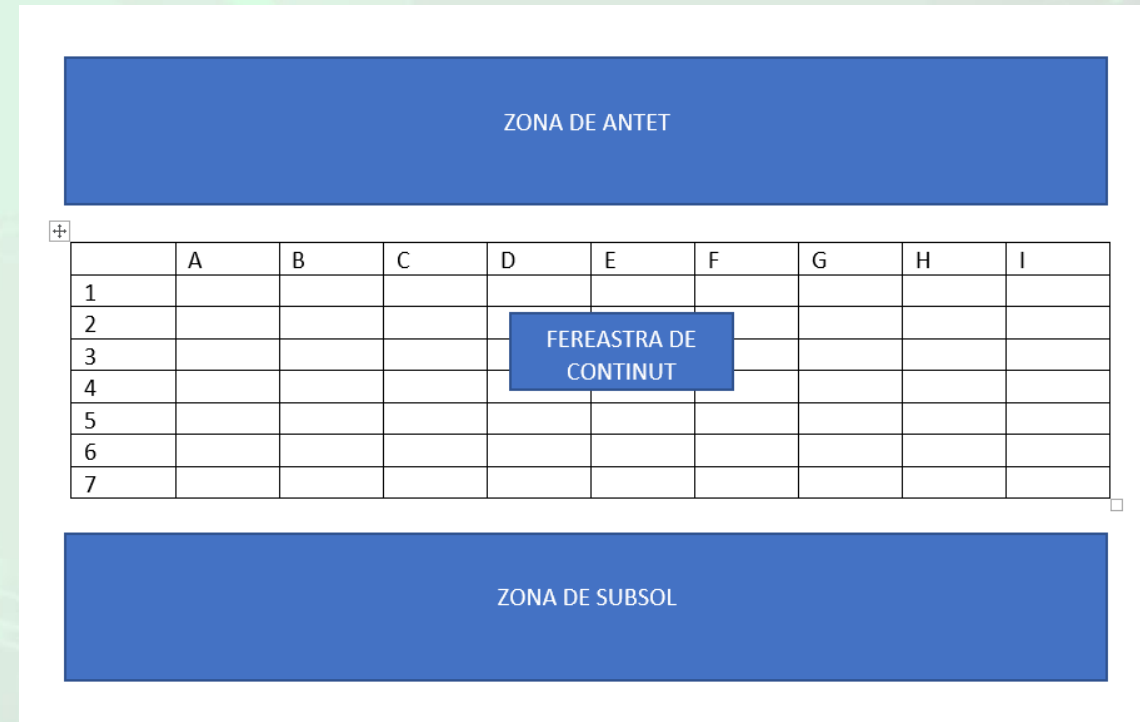 ZONA DE ANTET
A B C D E F G H I
1
2
FEREASTRA DE
3
CONTINUT
4
5
6
7
ZONA DE SUBSOL